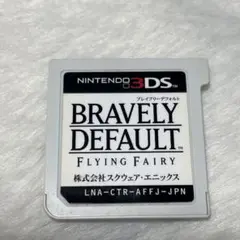 NINTENDO 3DS
ブレイブリーデフォルト
BRAVELY
DEFAULT
FLYING FAIRY
株式会社スクウェア・エニックス
LNA-CTR-AFFJ-JPN